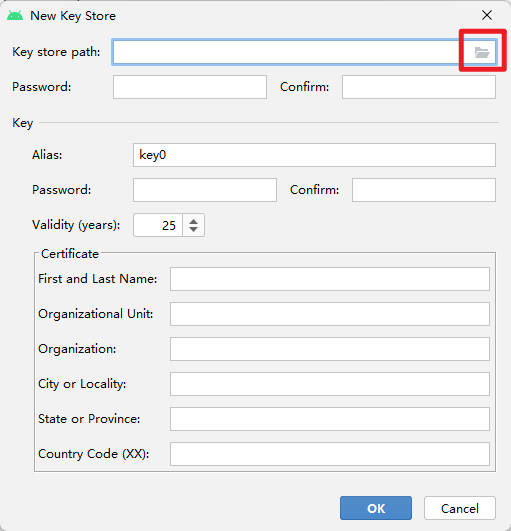 New Key Store
Key store path:
Password: Confirm:
Key
Alias: key0
Password: Confirm:
Validity (years): 25
Certificate
First and Last Name:
Organizational Unit:
Organization:
City or Locality:
State or Province:
Country Code (XX):
OK Cancel